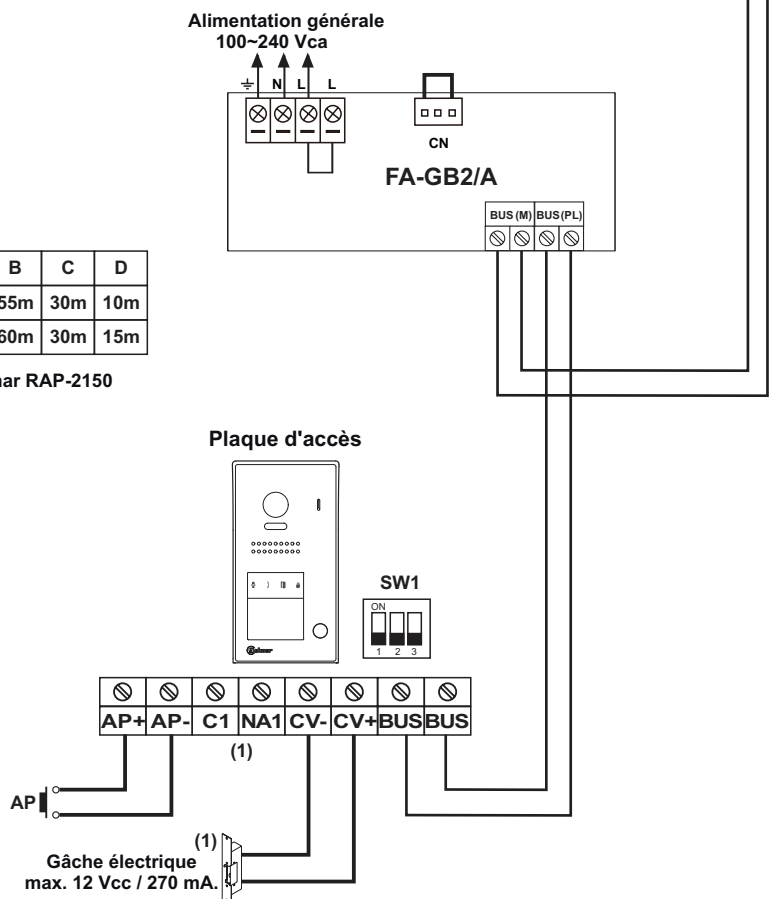 Alimentation générale
100~240 Vca
N L L
CN
FA-GB2/A
BUS (M) BUS (PL)
B C D
55m 30m 10m
60m 30m 15m
RAP-2150
Plaque d'accès
SW1
ON
1 2 3
AP+ AP- C1 NA1 CV- CV+ BUS BUS
(1)
AP
(1)
Gâche électrique
max. 12 Vcc / 270 mA.